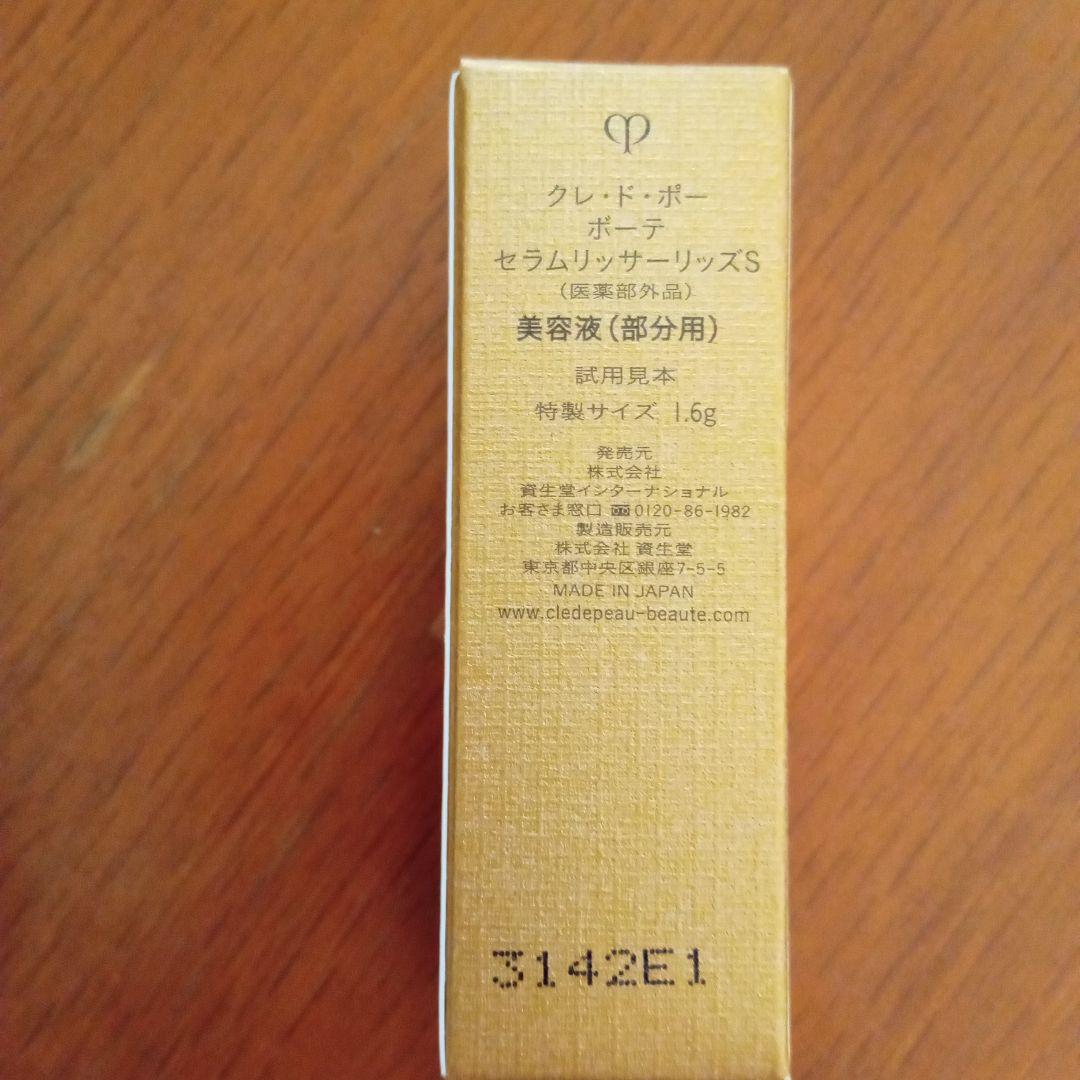 クレ・ド・ポー
ボーテ
セラムリッサーリッズS
(医薬部外品)
美容液(部分用)
試用見本
特製サイズ 1.6g
発売元
株式会社
資生堂インターナショナル
お客さま窓口 0120-86-1982
製造販売元
株式会社 資生堂
東京都中央区銀座7-5-5
MADE IN JAPAN
www.cledepeau-beaute.com
3142E1